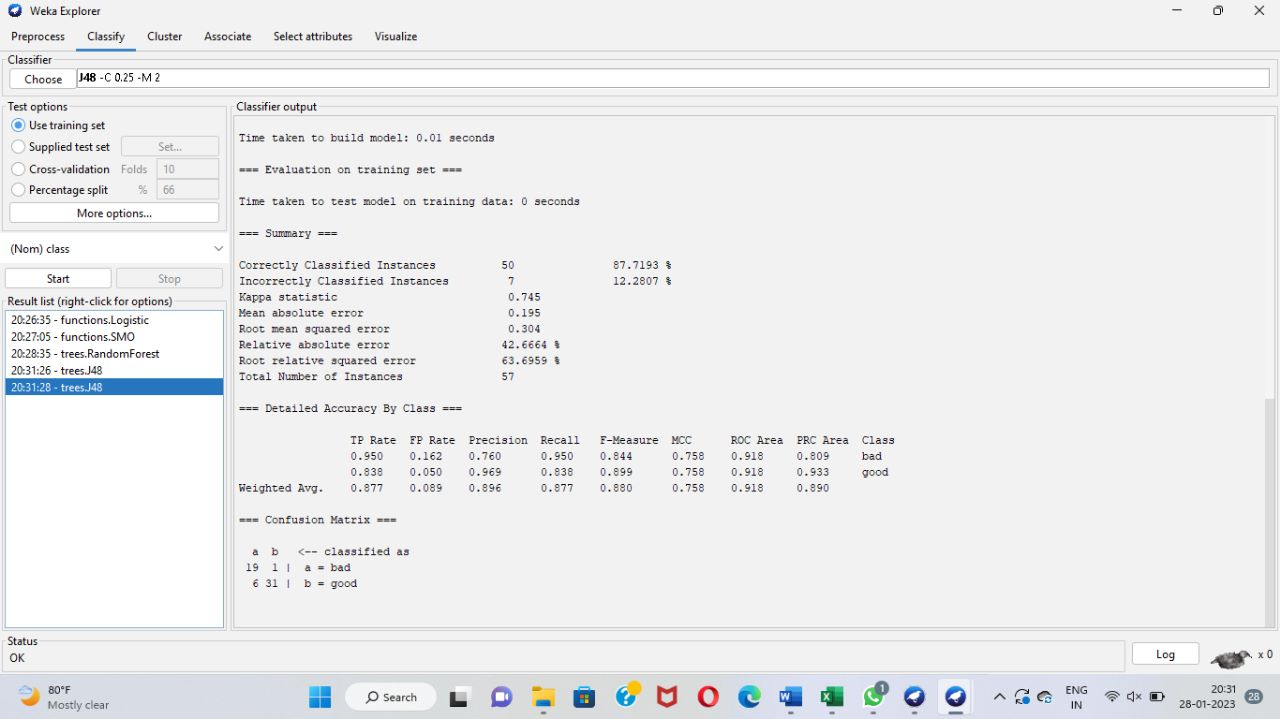 Weka Explorer
Preprocess Classify Cluster Associate Select attributes Visualize
Classifier
Choose J48 -C 0.25 -M 2
Test options
Use training set
Supplied test set Set...
Cross-validation Folds 10
Percentage split % 66
More options...
(Nom) class
Start Stop
Result list (right-click for options)
20:26:35 - functions.Logistic
20:27:05 - functions.SMO
20:28:35 - trees.RandomForest
20:31:26 - trees.J48
20:31:28 - trees.J48
Classifier output
Time taken to build model: 0.01 seconds
=== Evaluation on training set ===
Time taken to test model on training data: 0 seconds
=== Summary ===
Correctly Classified Instances 50 87.7193 %
Incorrectly Classified Instances 7 12.2807 %
Kappa statistic 0.745
Mean absolute error 0.195
Root mean squared error 0.304
Relative absolute error 42.6664 %
Root relative squared error 63.6959 %
Total Number of Instances 57
=== Detailed Accuracy By Class ===
TP Rate FP Rate Precision Recall F-Measure MCC ROC Area PRC Area Class
0.950 0.162 0.760 0.950 0.844 0.758 0.918 0.809 bad
0.838 0.050 0.969 0.838 0.899 0.758 0.918 0.933 good
Weighted Avg. 0.877 0.089 0.896 0.877 0.880 0.758 0.918 0.890
=== Confusion Matrix ===
a b <-- classified as
19 1 | a = bad
6 31 | b = good
Status
OK
Log x 0
80°F
Mostly clear
Search
1
ENG
IN
20:31
28-01-2023
28